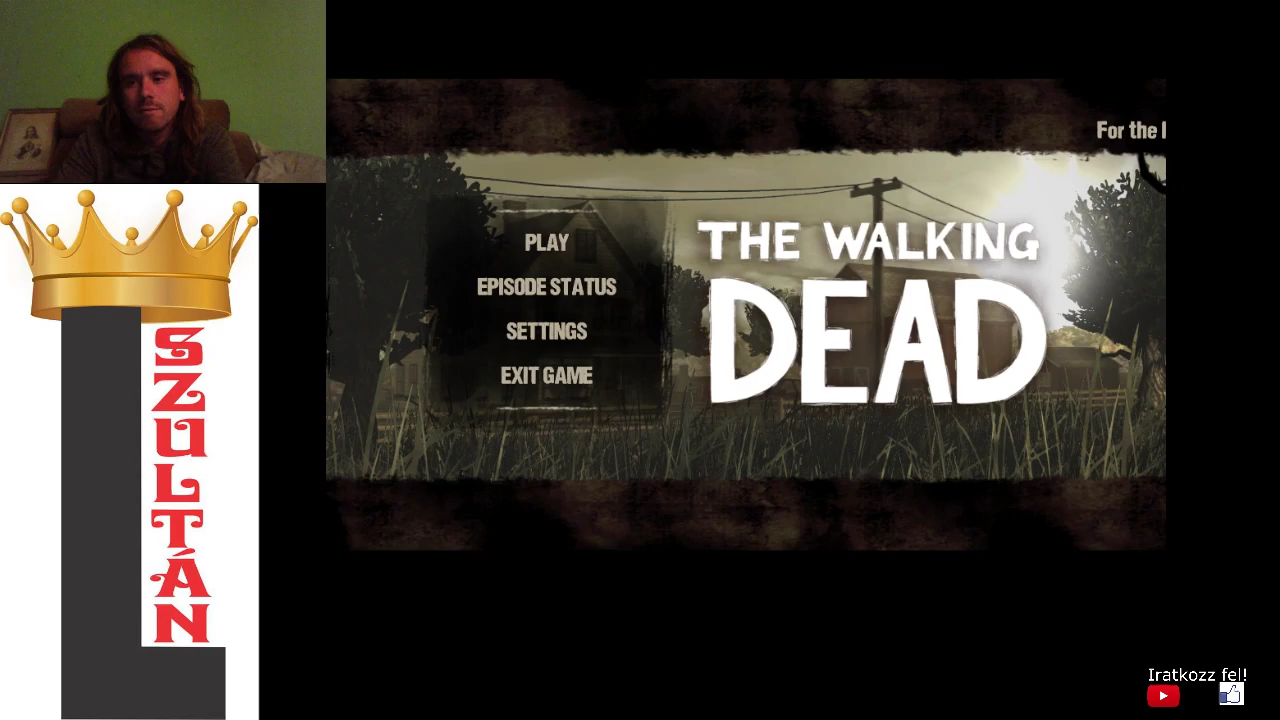 For the
PLAY
EPISODE STATUS
SETTINGS
EXIT GAME
THE WALKING
DEAD
L
SZULTÁN
Iratkozz fel!